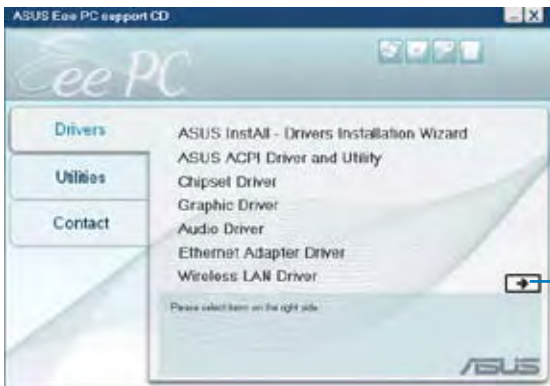 ASUS Eee PC support CD
Eee PC
Drivers
Utilities
Contact
ASUS InstAll - Drivers Installation Wizard
ASUS ACPI Driver and Utility
Chipset Driver
Graphic Driver
Audio Driver
Ethernet Adapter Driver
Wireless LAN Driver
Please select item on the right side
ASUS